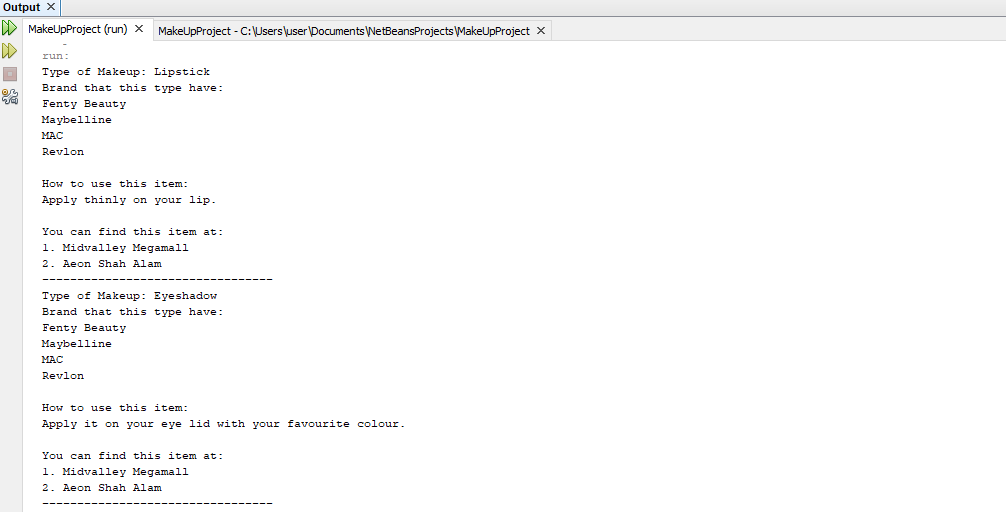 Output
MakeUpProject (run)
MakeUpProject - C:\Users\user\Documents\NetBeansProjects\MakeUpProject
run:
Type of Makeup: Lipstick
Brand that this type have:
Fenty Beauty
Maybelline
MAC
Revlon
How to use this item:
Apply thinly on your lip.
You can find this item at:
1. Midvalley Megamall
2. Aeon Shah Alam
---------------------------------
Type of Makeup: Eyeshadow
Brand that this type have:
Fenty Beauty
Maybelline
MAC
Revlon
How to use this item:
Apply it on your eye lid with your favourite colour.
You can find this item at:
1. Midvalley Megamall
2. Aeon Shah Alam
---------------------------------